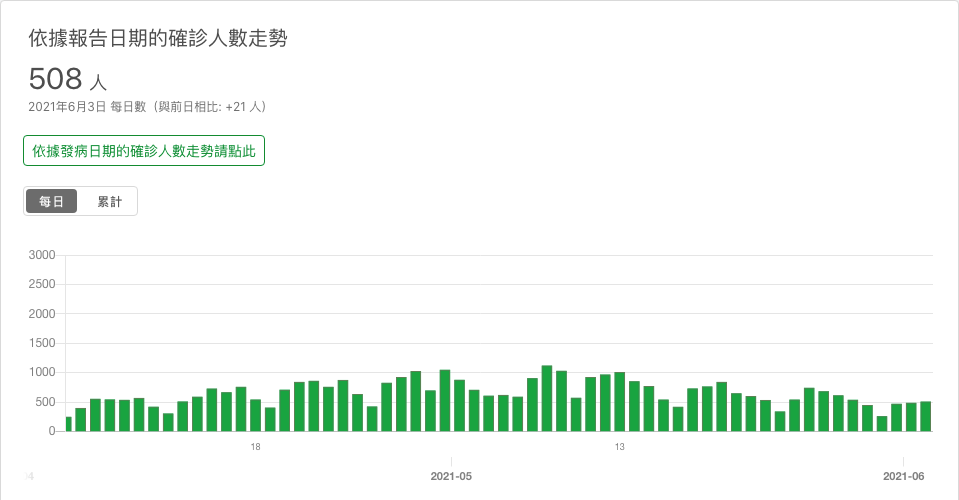 依據報告日期的確診人數走勢
508 人
2021年6月3日 每日數（與前日相比: +21 人）
依據發病日期的確診人數走勢請點此
每日 累計
3000
2500
2000
1500
1000
500
0
18 13
4 2021-05 2021-06